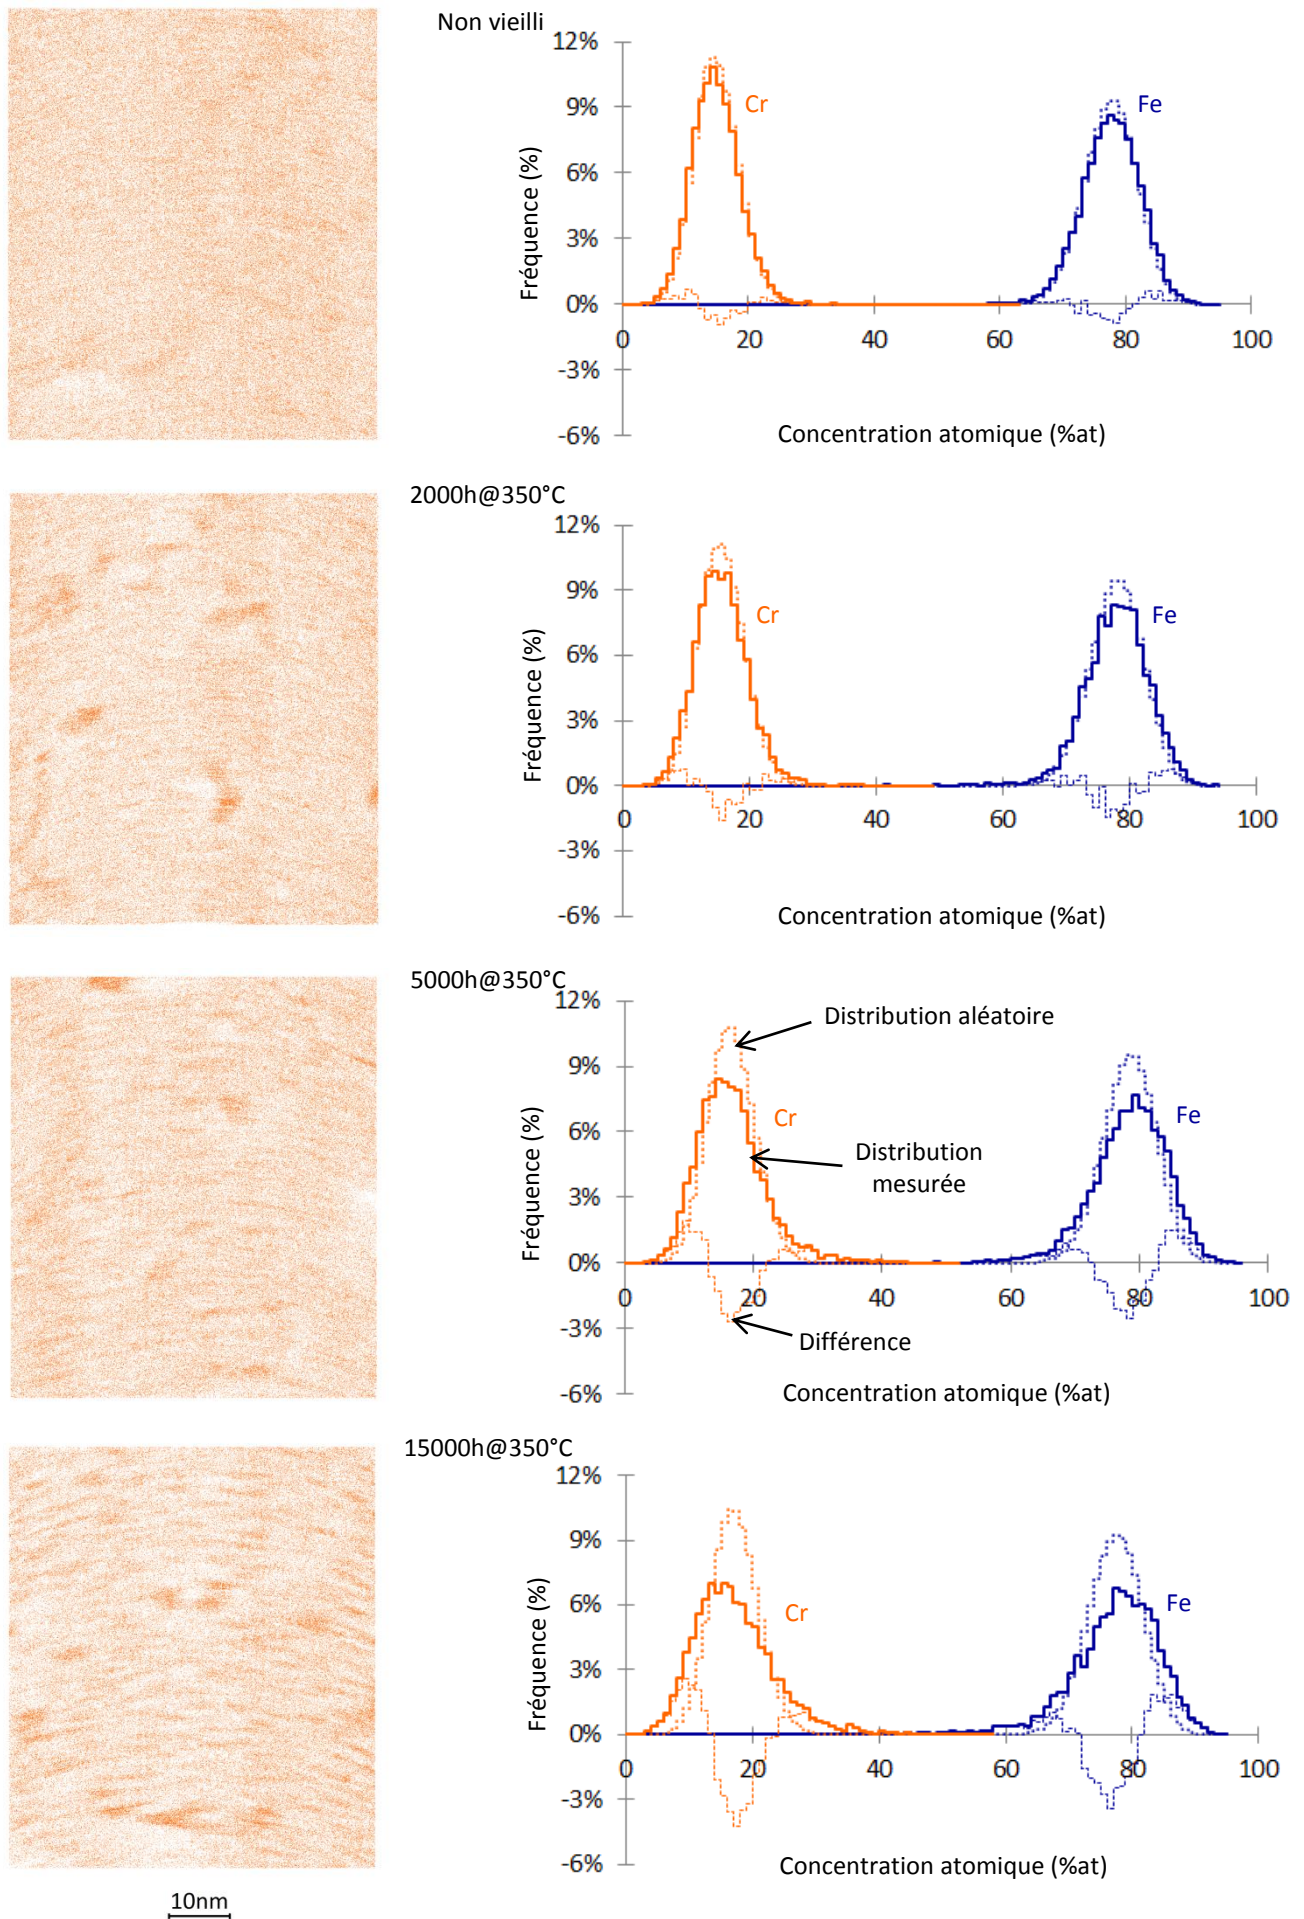 Non vieilli
12%
9%
6%
3%
0%
-3%
-6%
Fréquence (%)
Cr
Fe
0 20 40 60 80 100
Concentration atomique (%at)
2000h@350°C
12%
9%
6%
3%
0%
-3%
-6%
Fréquence (%)
Cr
Fe
0 20 40 60 80 100
Concentration atomique (%at)
5000h@350°C
12%
9%
6%
3%
0%
-3%
-6%
Fréquence (%)
Distribution aléatoire
Cr
Fe
Distribution
mesurée
0 20 40 60 80 100
Différence
Concentration atomique (%at)
15000h@350°C
12%
9%
6%
3%
0%
-3%
-6%
Fréquence (%)
Cr
Fe
0 20 40 60 80 100
Concentration atomique (%at)
10nm